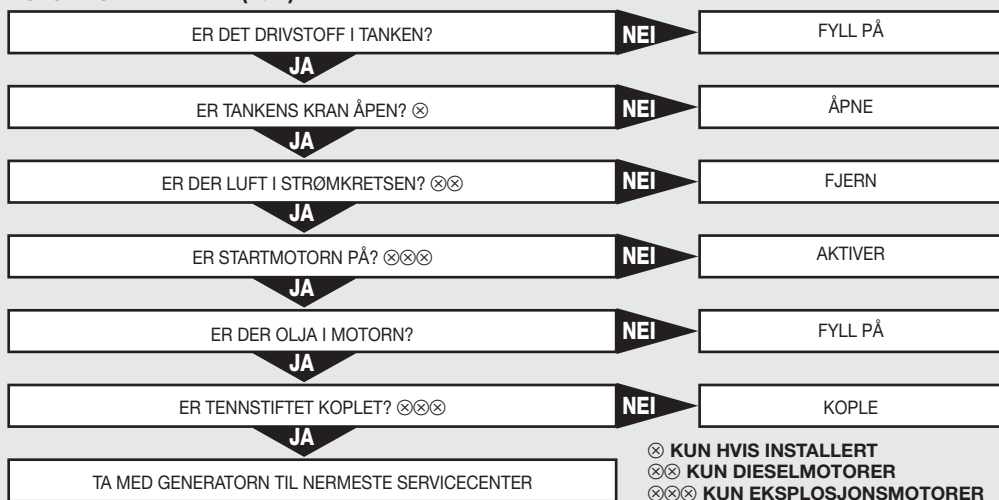 ER DET DRIVSTOFF I TANKEN? NEI FYLL PÅ
JA
ER TANKENS KRAN ÅPEN? ⊗ NEI ÅPNE
JA
ER DER LUFT I STRØMKRETSEN? ⊗⊗ NEI FJERN
JA
ER STARTMOTORN PÅ? ⊗⊗⊗ NEI AKTIVER
JA
ER DER OLJA I MOTORN? NEI FYLL PÅ
JA
ER TENNSTIFTET KOPLET? ⊗⊗⊗ NEI KOPLE
JA
TA MED GENERATORN TIL NERMESTE SERVICECENTER
⊗ KUN HVIS INSTALLERT
⊗⊗ KUN DIESELMOTORER
⊗⊗⊗ KUN EKSPLOSJONSMOTORER